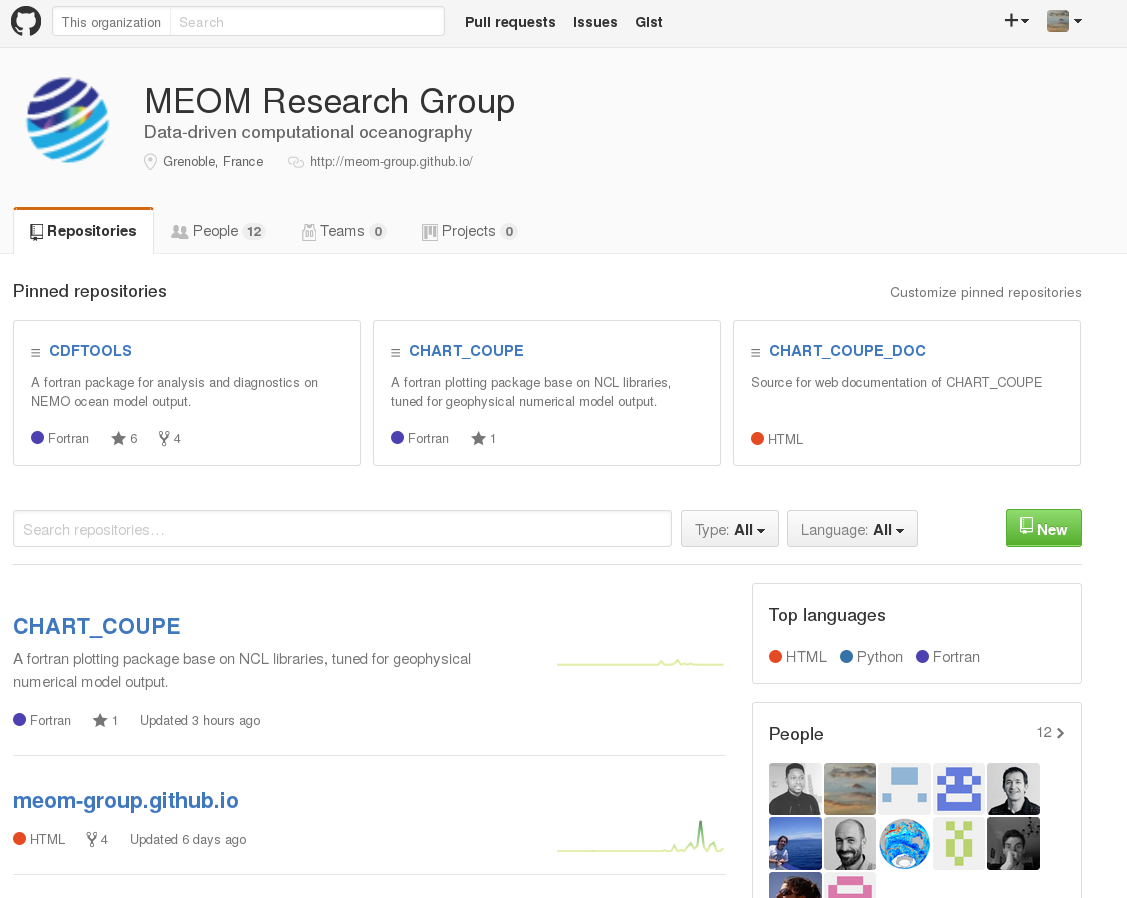 This organization Search Pull requests Issues Gist
MEOM Research Group
Data-driven computational oceanography
Grenoble, France http://meom-group.github.io/
Repositories People 12 Teams 0 Projects 0
Pinned repositories Customize pinned repositories
CDFTOOLS
A fortran package for analysis and diagnostics on
NEMO ocean model output.
Fortran 6 4
CHART_COUPE
A fortran plotting package base on NCL libraries,
tuned for geophysical numerical model output.
Fortran 1
CHART_COUPE_DOC
Source for web documentation of CHART_COUPE
HTML
Search repositories… Type: All Language: All New
CHART_COUPE
A fortran plotting package base on NCL libraries, tuned for geophysical
numerical model output.
Fortran 1 Updated 3 hours ago
meom-group.github.io
HTML 4 Updated 6 days ago
Top languages
HTML Python Fortran
People 12